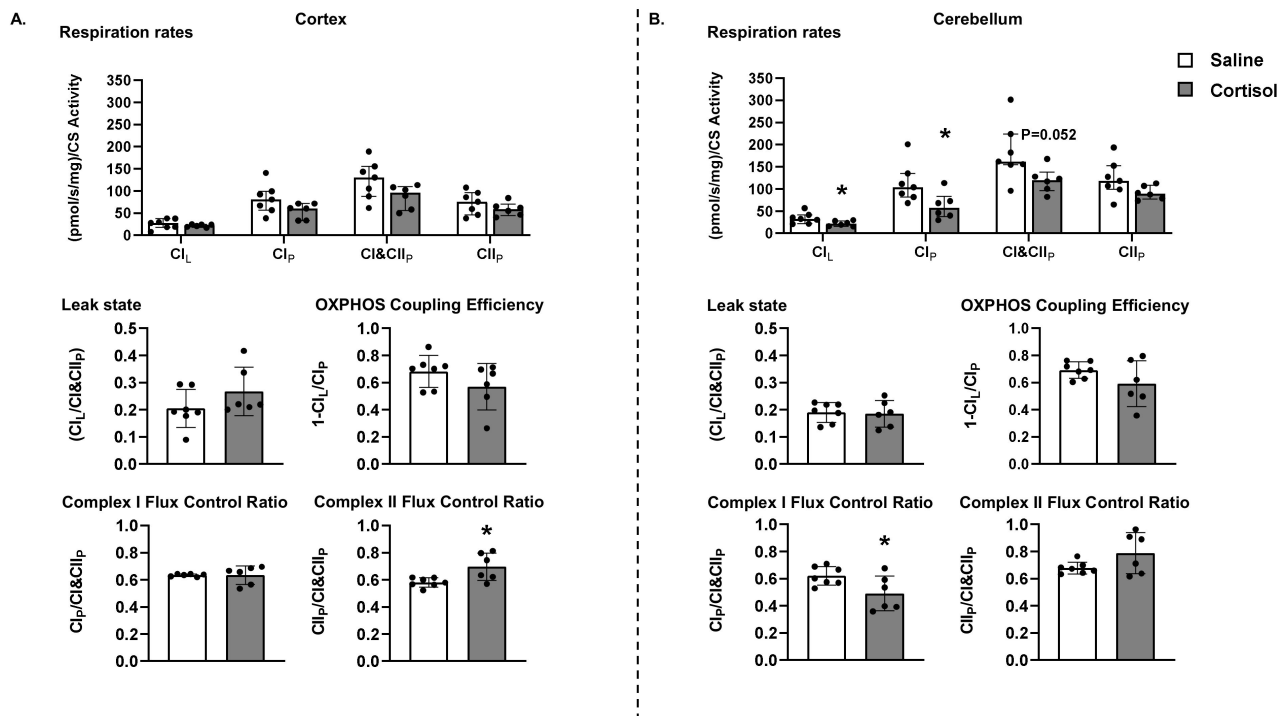 A.
Cortex
Respiration rates
(pmol/s/mg)/CS Activity
350
300
250
200
150
100
50
0
CIL
CIP
CI&CIIP
CIIP
Leak state
(CIL/CI&CIIP)
0.5
0.4
0.3
0.2
0.1
0.0
OXPHOS Coupling Efficiency
1-CIL/CIP
1.0
0.8
0.6
0.4
0.2
0.0
Complex I Flux Control Ratio
CIP/CI&CIIP
1.0
0.8
0.6
0.4
0.2
0.0
Complex II Flux Control Ratio
CIIP/CI&CIIP
1.0
0.8
0.6
0.4
0.2
0.0
*
B.
Cerebellum
Respiration rates
(pmol/s/mg)/CS Activity
350
300
250
200
150
100
50
0
*
*
P=0.052
CIL
CIP
CI&CIIP
CIIP
Saline
Cortisol
Leak state
(CIL/CI&CIIP)
0.5
0.4
0.3
0.2
0.1
0.0
OXPHOS Coupling Efficiency
1-CIL/CIP
1.0
0.8
0.6
0.4
0.2
0.0
Complex I Flux Control Ratio
CIP/CI&CIIP
1.0
0.8
0.6
0.4
0.2
0.0
*
Complex II Flux Control Ratio
CIIP/CI&CIIP
1.0
0.8
0.6
0.4
0.2
0.0